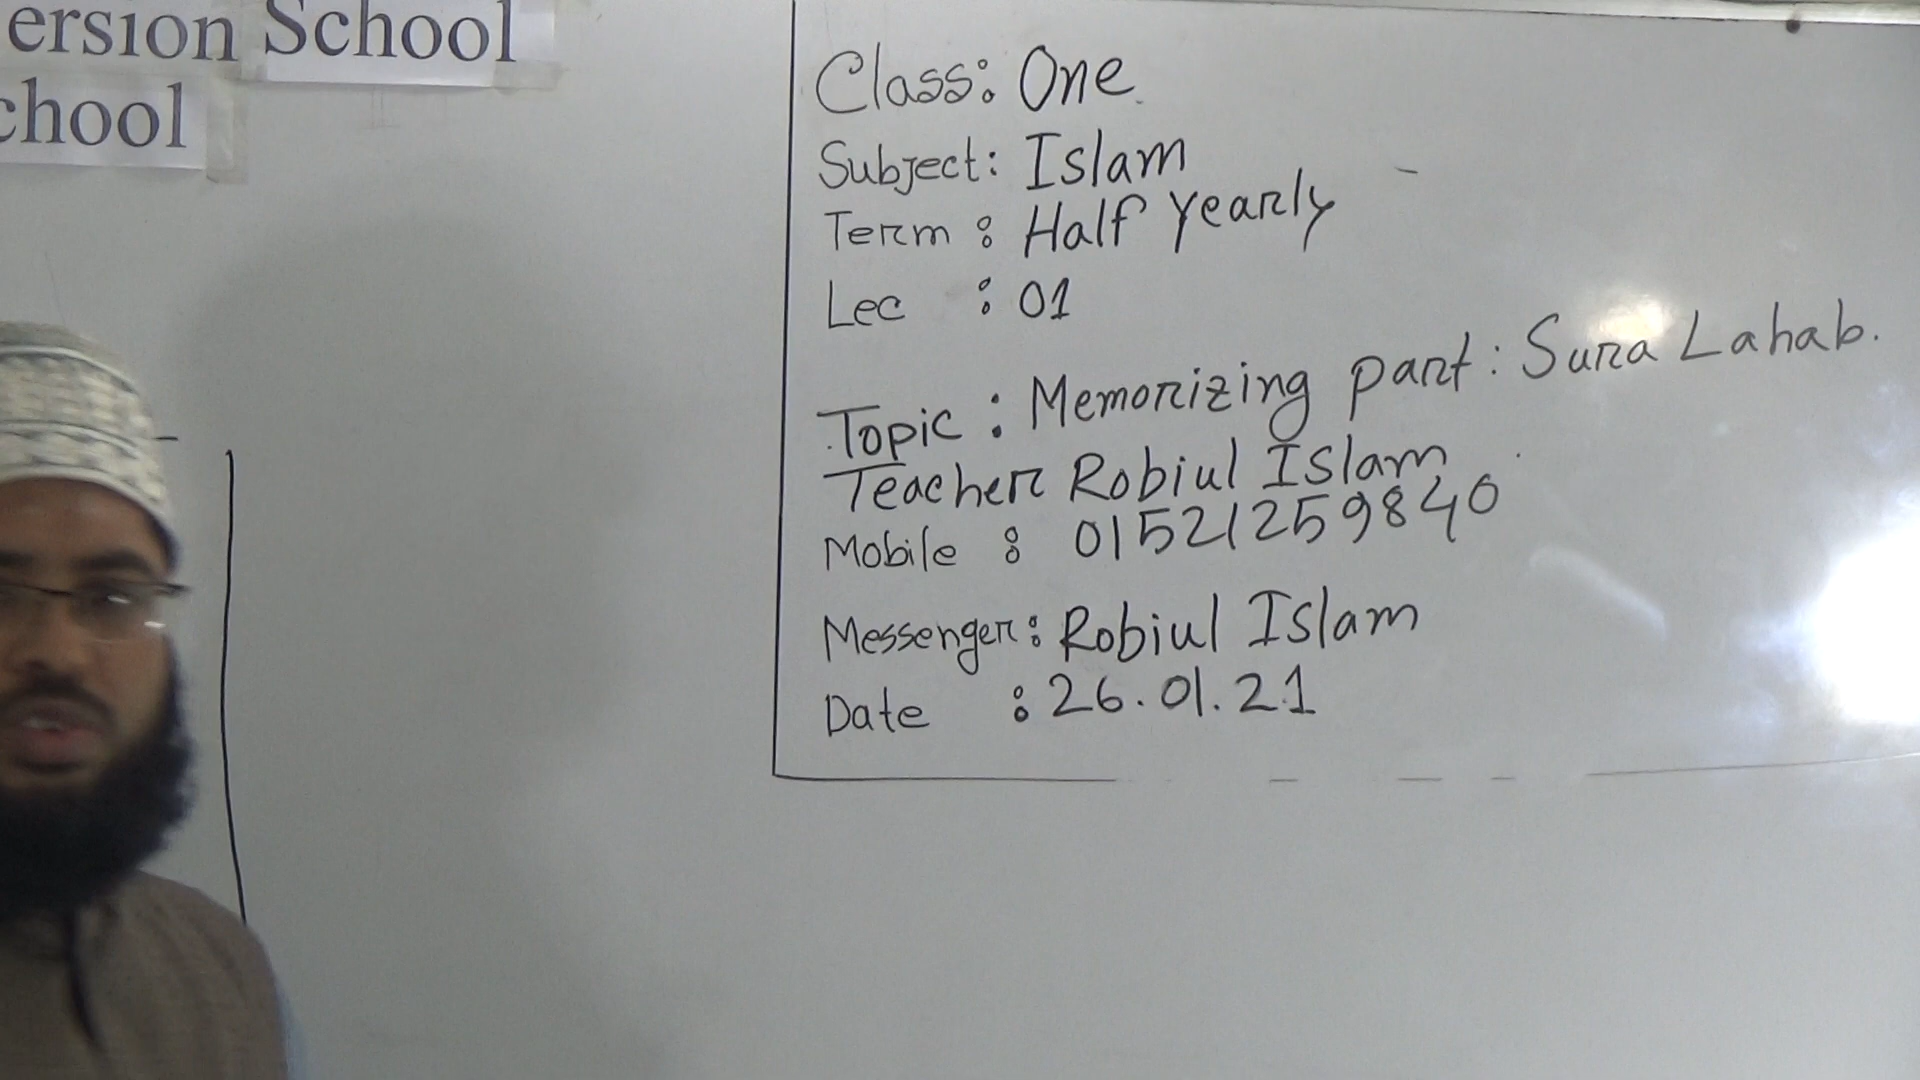 ersion School
chool
Class: One
Subject: Islam
Term : Half Yearly
Lec : 01
Topic : Memorizing part : Sura Lahab.
Teacher Robiul Islam
Mobile : 01521259840
Messenger: Robiul Islam
Date : 26.01.21